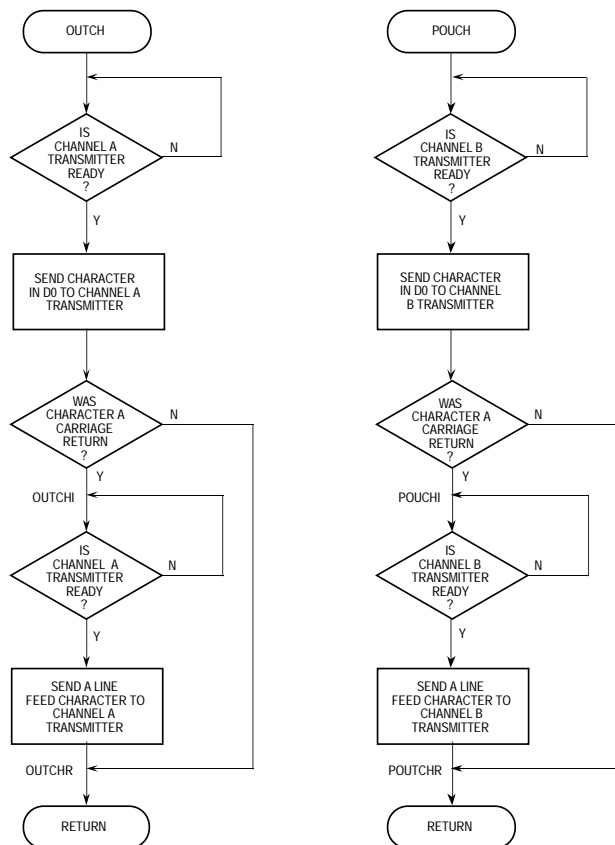 OUTCH
IS
CHANNEL A
TRANSMITTER
READY
?
N
Y
SEND CHARACTER
IN D0 TO CHANNEL A
TRANSMITTER
WAS
CHARACTER A
CARRIAGE
RETURN
?
N
Y
OUTCHI
IS
CHANNEL A
TRANSMITTER
READY
?
N
Y
SEND A LINE
FEED CHARACTER TO
CHANNEL A
TRANSMITTER
OUTCHR
RETURN
POUCH
IS
CHANNEL B
TRANSMITTER
READY
?
N
Y
SEND CHARACTER
IN D0 TO CHANNEL
B TRANSMITTER
WAS
CHARACTER A
CARRIAGE
RETURN
?
N
Y
POUCHI
IS
CHANNEL B
TRANSMITTER
READY
?
N
Y
SEND A LINE
FEED CHARACTER TO
CHANNEL B
TRANSMITTER
POUTCHR
RETURN